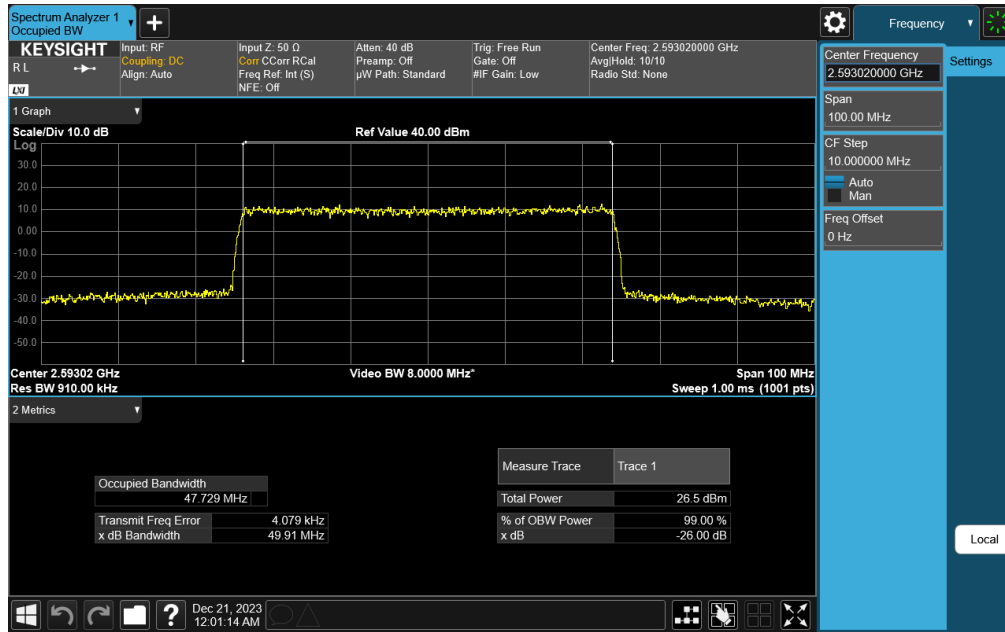 Spectrum Analyzer 1
Occupied BW
+
Frequency
KEYSIGHT
R L
LXI
Input: RF
Coupling: DC
Align: Auto
Input Z: 50 Ω
Corr CCorr RCal
Freq Ref: Int (S)
NFE: Off
Atten: 40 dB
Preamp: Off
µW Path: Standard
Trig: Free Run
Gate: Off
#IF Gain: Low
Center Freq: 2.593020000 GHz
Avg|Hold: 10/10
Radio Std: None
Center Frequency
2.593020000 GHz
Settings
Span
100.00 MHz
CF Step
10.000000 MHz
Auto
Man
Freq Offset
0 Hz
1 Graph
Scale/Div 10.0 dB
Ref Value 40.00 dBm
Log
30.0
20.0
10.0
0.00
-10.0
-20.0
-30.0
-40.0
-50.0
Center 2.59302 GHz
Video BW 8.0000 MHz*
Span 100 MHz
Res BW 910.00 kHz
Sweep 1.00 ms (1001 pts)
2 Metrics
Occupied Bandwidth
47.729 MHz
Transmit Freq Error 4.079 kHz
x dB Bandwidth 49.91 MHz
Measure Trace Trace 1
Total Power 26.5 dBm
% of OBW Power 99.00 %
x dB -26.00 dB
Local
?
Dec 21, 2023
12:01:14 AM